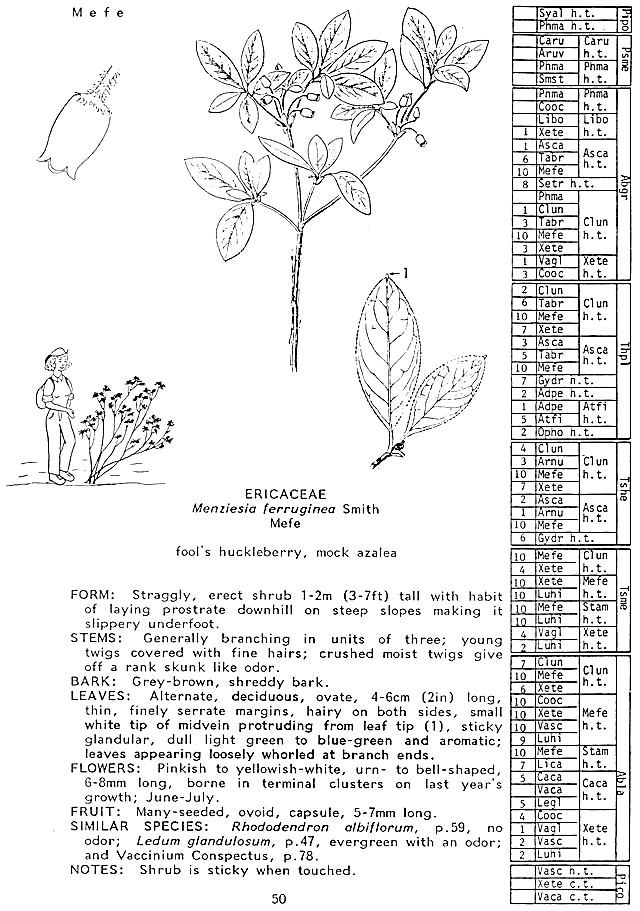 Mefe
1
ERICACEAE
Menziesia ferruginea Smith
Mefe
fool's huckleberry, mock azalea
FORM: Straggly, erect shrub 1-2m (3-7ft) tall with habit
of laying prostrate downhill on steep slopes making it
slippery underfoot.
STEMS: Generally branching in units of three; young
twigs covered with fine hairs; crushed moist twigs give
off a rank skunk like odor.
BARK: Grey-brown, shreddy bark.
LEAVES: Alternate, deciduous, ovate, 4-6cm (2in) long,
thin, finely serrate margins, hairy on both sides, small
white tip of midvein protruding from leaf tip (1), sticky
glandular, dull light green to blue-green and aromatic;
leaves appearing loosely whorled at branch ends.
FLOWERS: Pinkish to yellowish-white, urn- to bell-shaped,
6-8mm long, borne in terminal clusters on last year's
growth; June-July.
FRUIT: Many-seeded, ovoid, capsule, 5-7mm long.
SIMILAR SPECIES: Rhododendron albiflorum, p.59, no
odor; Ledum glandulosum, p.47, evergreen with an odor;
and Vaccinium Conspectus, p.78.
NOTES: Shrub is sticky when touched.
50
Pipo
Syal h.t.
Phma h.t.
Psme
Caru Caru
Aruv h.t.
Phma Phma
Smst h.t.
Abgr
Phma Phma
Cooc h.t.
Libo Libo
1 Xete h.t.
1 Asca
6 Tabr Asca
10 Mefe h.t.
8 Setr h.t.
Phma
1 Clun
3 Tabr Clun
10 Mefe h.t.
3 Xete
1 Vagl Xete
3 Cooc h.t.
Thpl
2 Clun
6 Tabr Clun
10 Mefe h.t.
7 Xete
3 Asca
5 Tabr Asca
10 Mefe h.t.
7 Gydr h.t.
2 Adpe h.t.
1 Adpe Atfi
5 Atfi h.t.
2 Opho h.t.
Tshe
4 Clun
3 Arnu Clun
10 Mefe h.t.
7 Xete
2 Asca
1 Arnu Asca
10 Mefe h.t.
6 Gydr h.t.
Tsme
10 Mefe Clun
4 Xete h.t.
10 Xete Mefe
10 Luhi h.t.
10 Mefe Stam
10 Luhi h.t.
4 Vagl Xete
2 Luhi h.t.
Abla
7 Clun
10 Mefe Clun
6 Xete h.t.
10 Cooc
10 Xete Mefe
10 Vasc h.t.
9 Luhi
10 Mefe Stam
7 Lica h.t.
5 Caca
Vaca Caca
5 Legl h.t.
4 Cooc
1 Vagl Xete
2 Vasc h.t.
2 Luhi
Pico
Vasc h.t.
Xete c.t.
Vaca c.t.